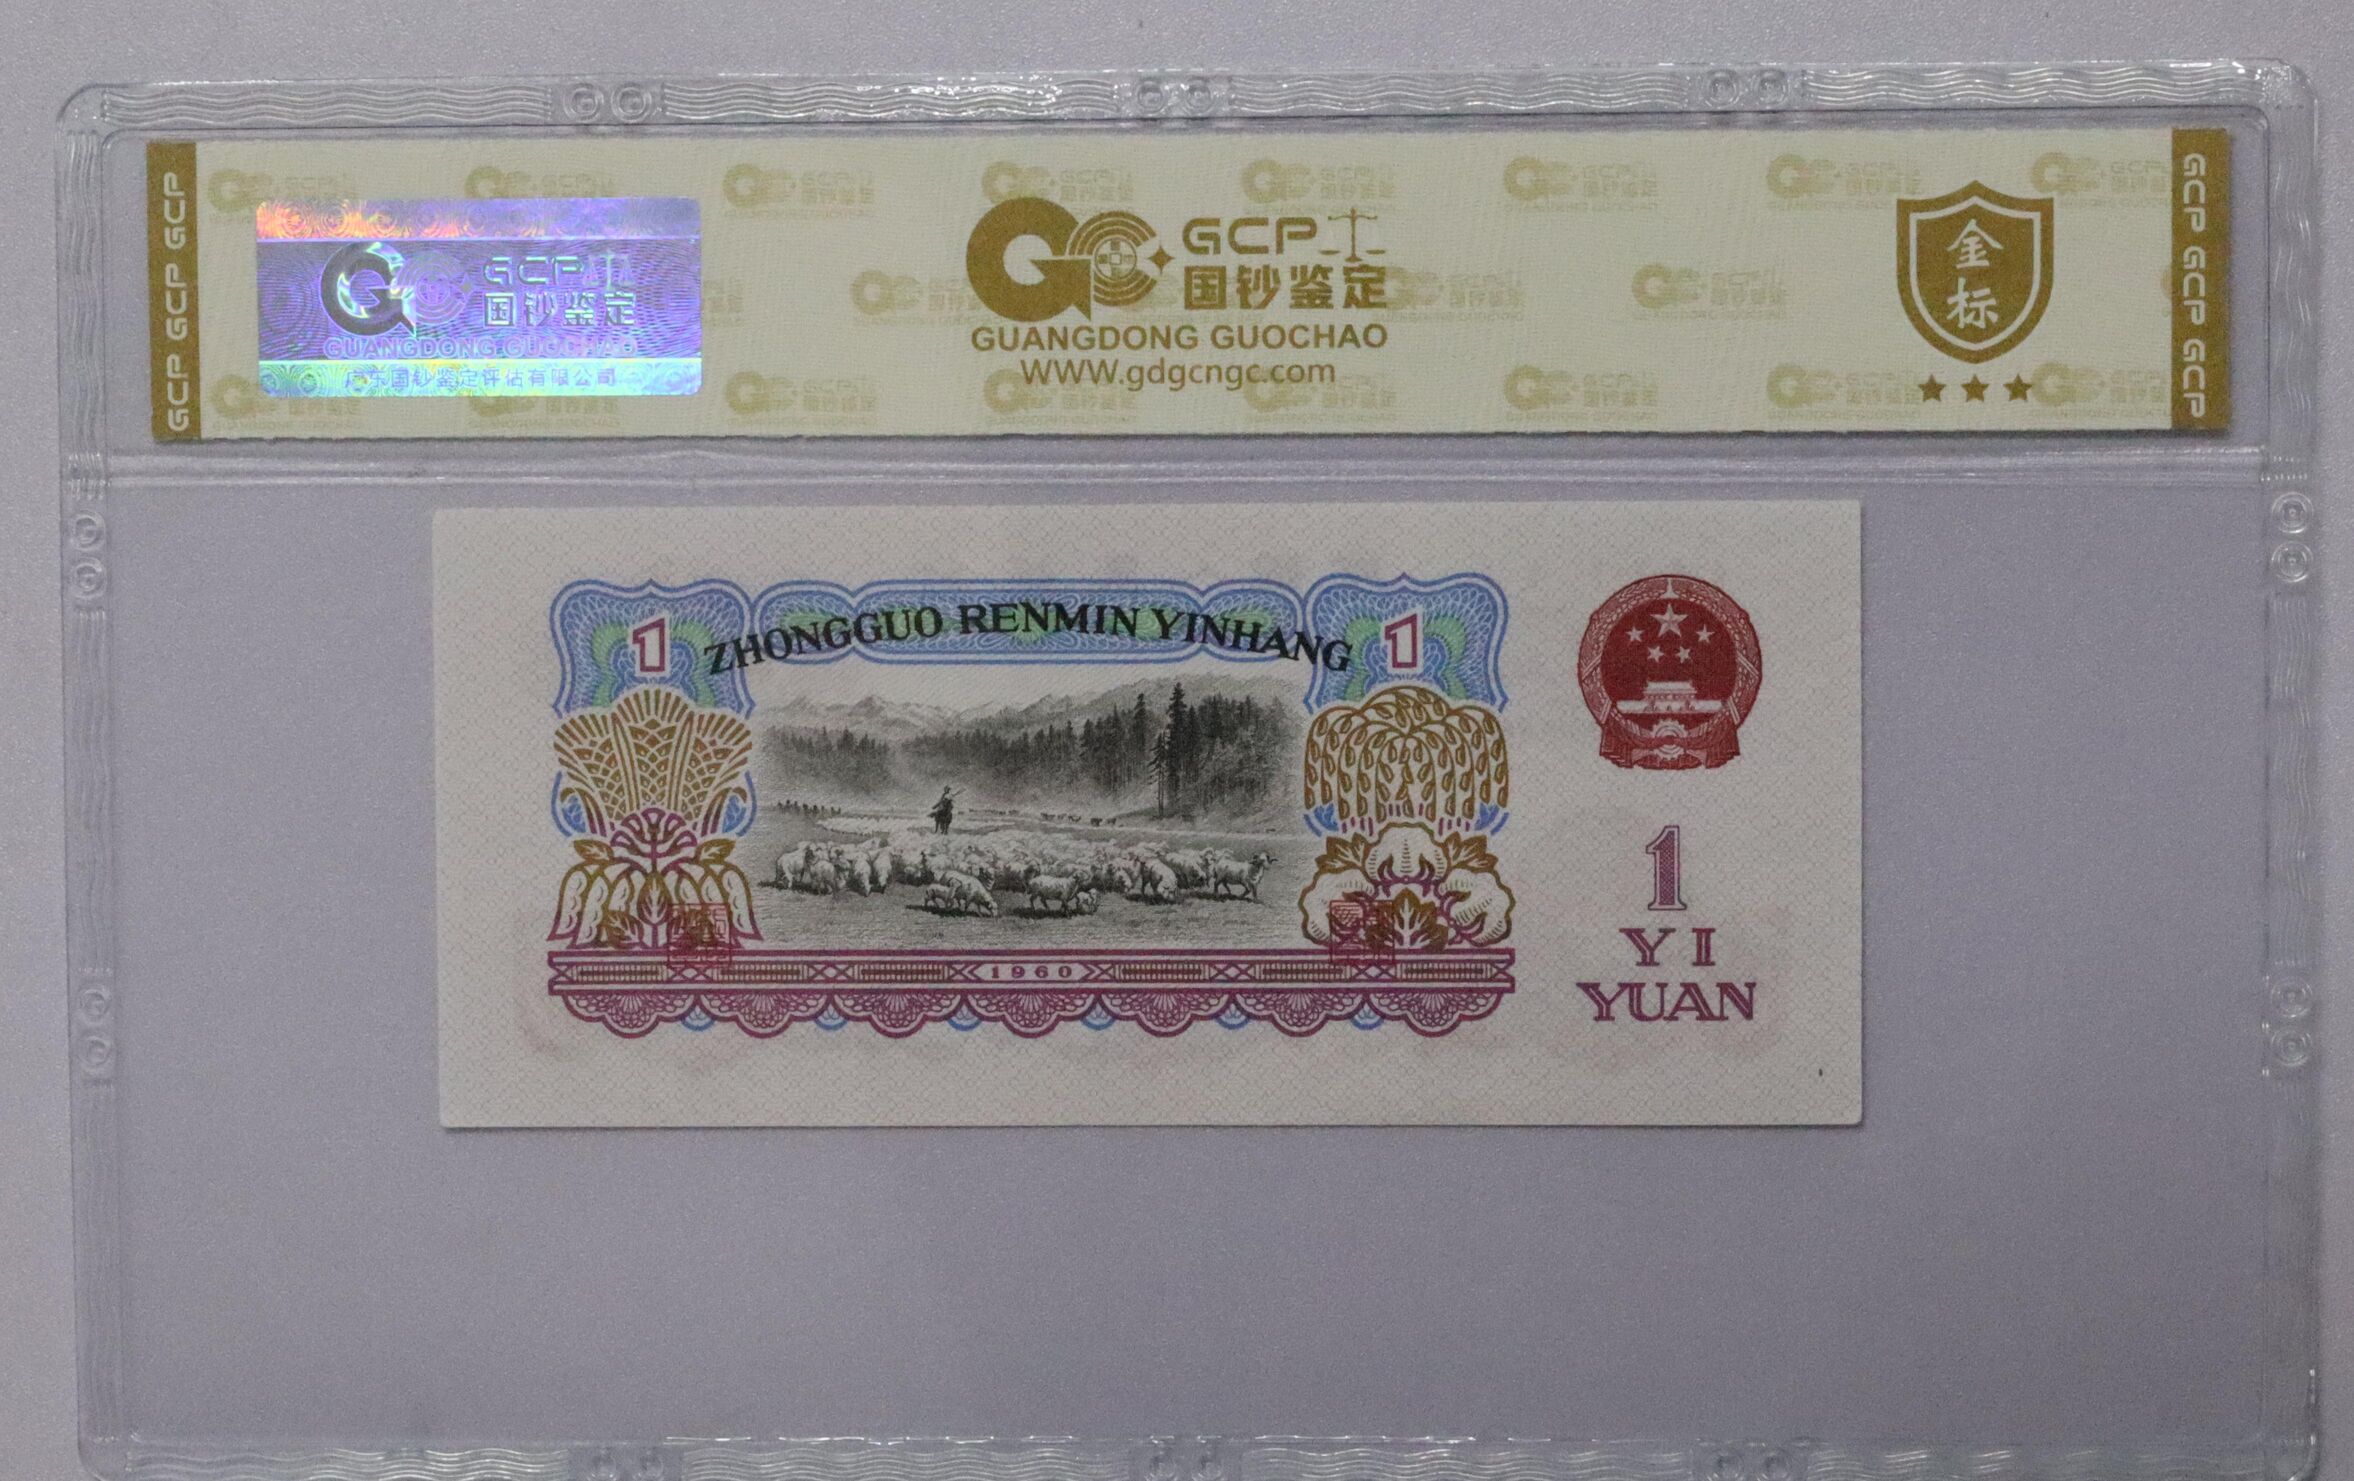 GCP GCP GCP
GCP
国钞鉴定
GUANGDONG GUOCHAO
广东国钞鉴定评估有限公司
GCP
国钞鉴定
GUANGDONG GUOCHAO
WWW.gdgcngc.com
金标
GCP GCP GCP
1
ZHONGGUO RENMIN YINHANG
1
1960
1
YI
YUAN